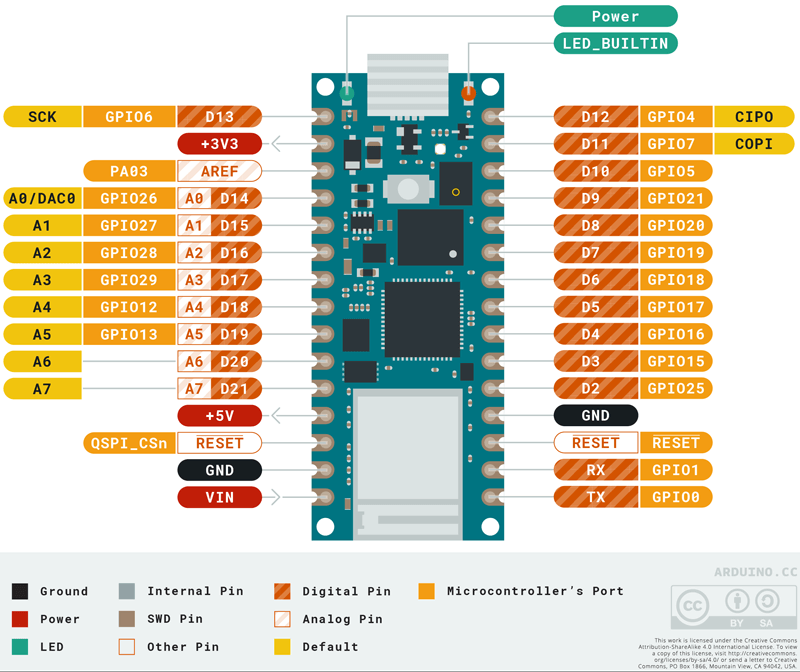 Power
LED_BUILTIN
SCK GPIO6 D13 D12 GPIO4 CIPO
+3V3 D11 GPIO7 COPI
PA03 AREF D10 GPIO5
A0/DAC0 GPIO26 A0 D14 D9 GPIO21
A1 GPIO27 A1 D15 D8 GPIO20
A2 GPIO28 A2 D16 D7 GPIO19
A3 GPIO29 A3 D17 D6 GPIO18
A4 GPIO12 A4 D18 D5 GPIO17
A5 GPIO13 A5 D19 D4 GPIO16
A6 A6 D20 D3 GPIO15
A7 A7 D21 D2 GPIO25
+5V GND
QSPI_CSn RESET RESET RESET
GND RX GPIO1
VIN TX GPIO0
Ground Internal Pin Digital Pin Microcontroller's Port
Power SWD Pin Analog Pin
LED Other Pin Default
ARDUINO.CC
CC BY SA
This work is licensed under the Creative Commons
Attribution-ShareAlike 4.0 International License. To view
a copy of this license, visit http://creativecommons.
org/licenses/by-sa/4.0/ or send a letter to Creative
Commons, PO Box 1866, Mountain View, CA 94042, USA.